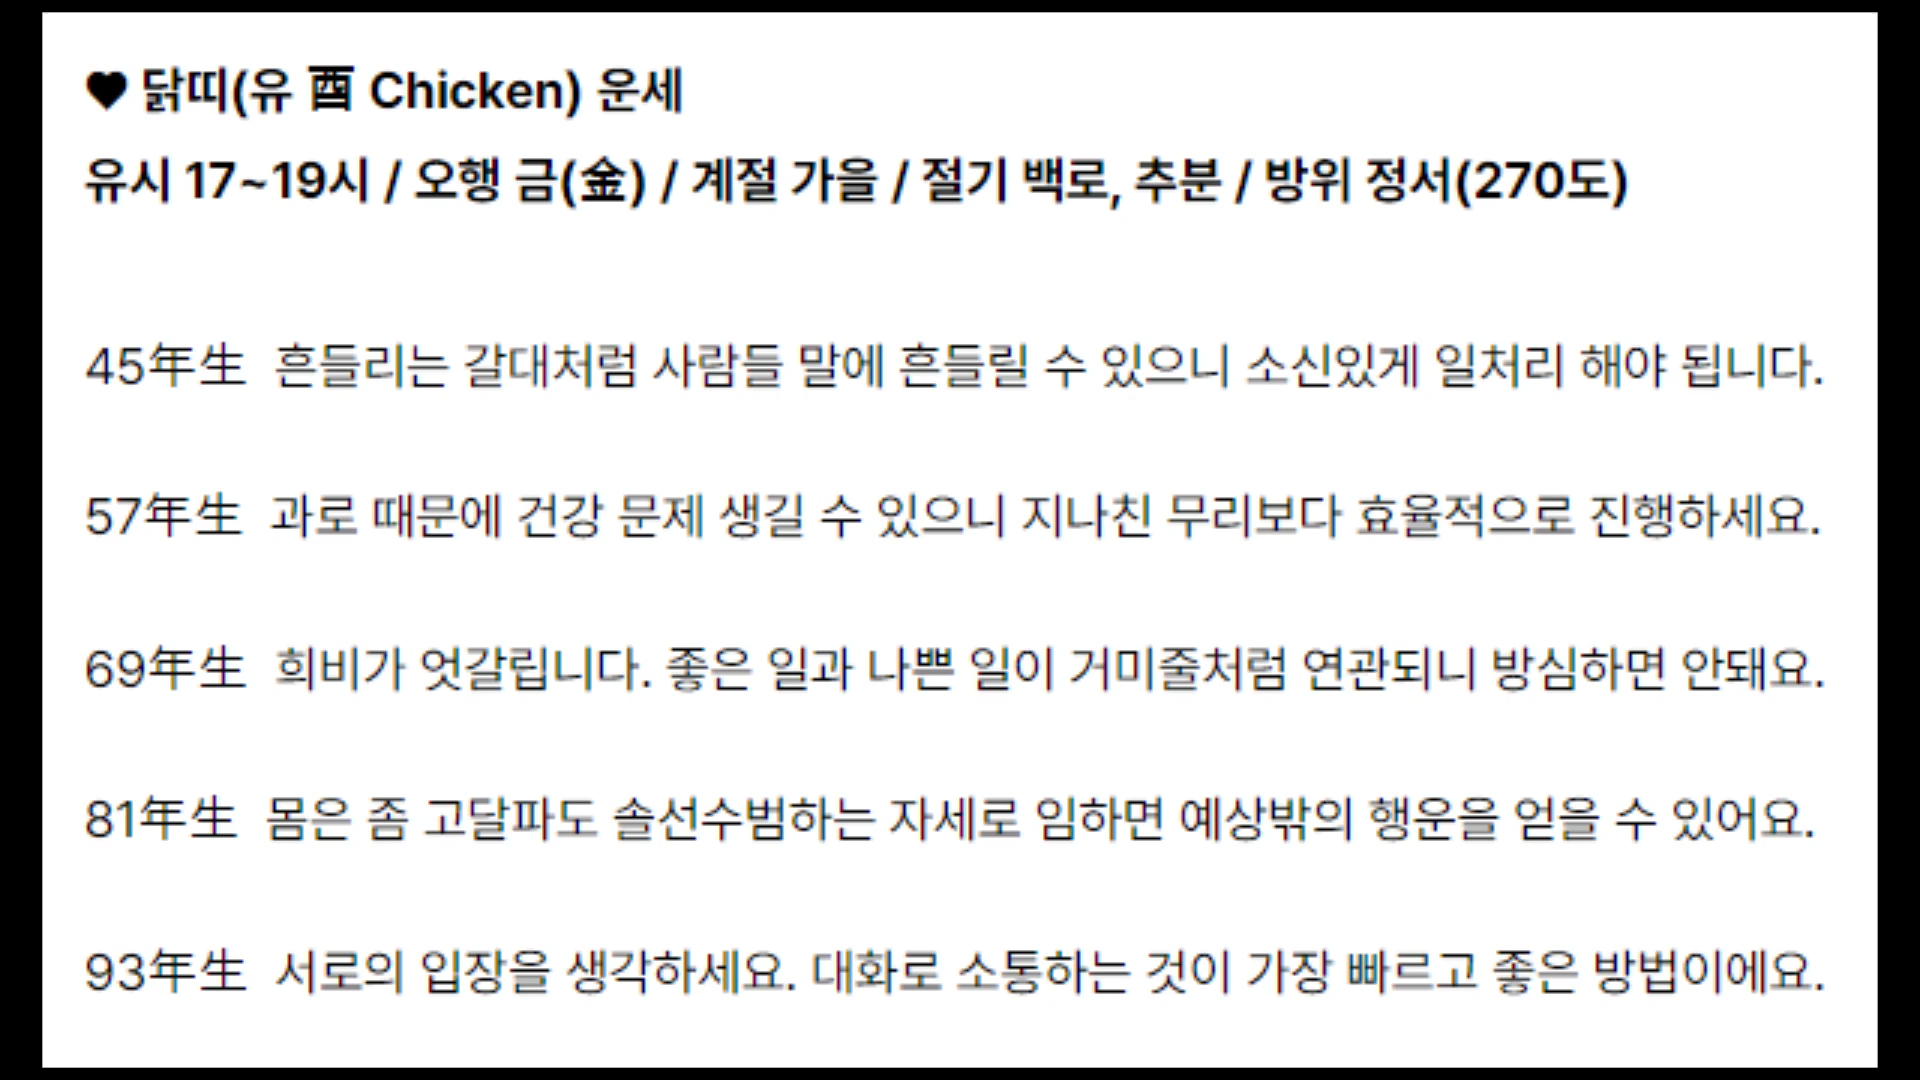 ♥ 닭띠(유 酉 Chicken) 운세
유시 17~19시 / 오행 금(金) / 계절 가을 / 절기 백로, 추분 / 방위 정서(270도)
45年生 흔들리는 갈대처럼 사람들 말에 흔들릴 수 있으니 소신있게 일처리 해야 됩니다.
57年生 과로 때문에 건강 문제 생길 수 있으니 지나친 무리보다 효율적으로 진행하세요.
69年生 희비가 엇갈립니다. 좋은 일과 나쁜 일이 거미줄처럼 연관되니 방심하면 안돼요.
81年生 몸은 좀 고달파도 솔선수범하는 자세로 임하면 예상밖의 행운을 얻을 수 있어요.
93年生 서로의 입장을 생각하세요. 대화로 소통하는 것이 가장 빠르고 좋은 방법이에요.